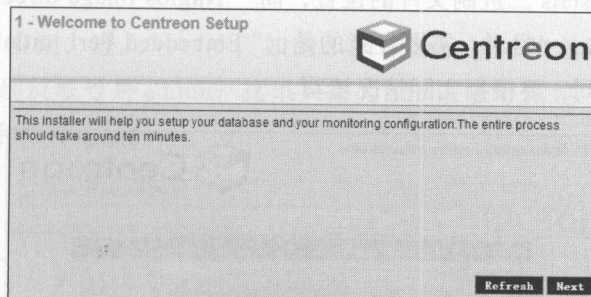 1 - Welcome to Centreon Setup
Centreon
This installer will help you setup your database and your monitoring configuration.The entire process
should take around ten minutes.
Refresh Next